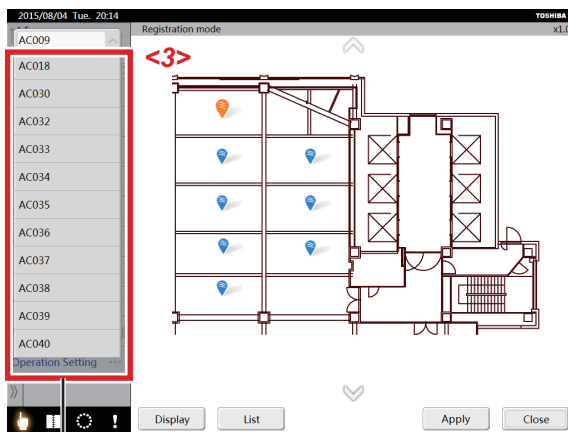 2015/08/04 Tue. 20:14
TOSHIBA
Registration mode
x1.0
AC009
<3>
AC018
AC030
AC032
AC033
AC034
AC035
AC036
AC037
AC038
AC039
AC040
Operation Setting ...
Display
List
Apply
Close